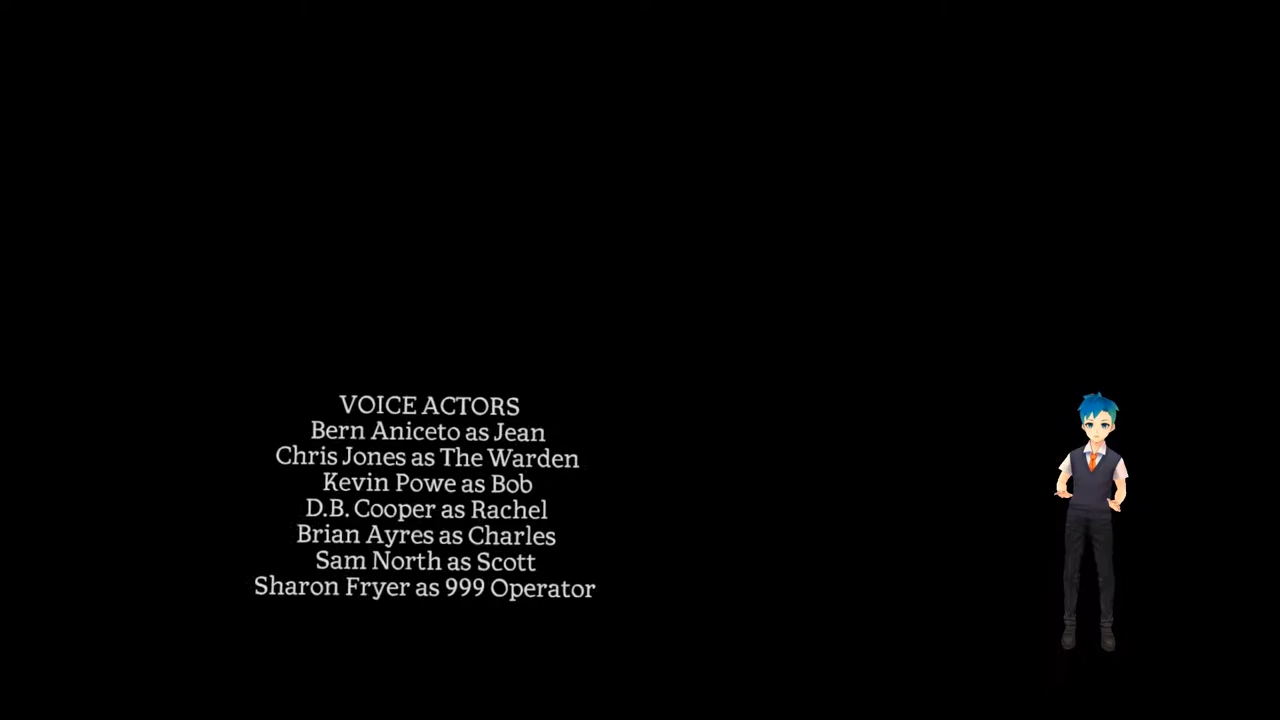 VOICE ACTORS
Bern Aniceto as Jean
Chris Jones as The Warden
Kevin Powe as Bob
D.B. Cooper as Rachel
Brian Ayres as Charles
Sam North as Scott
Sharon Fryer as 999 Operator